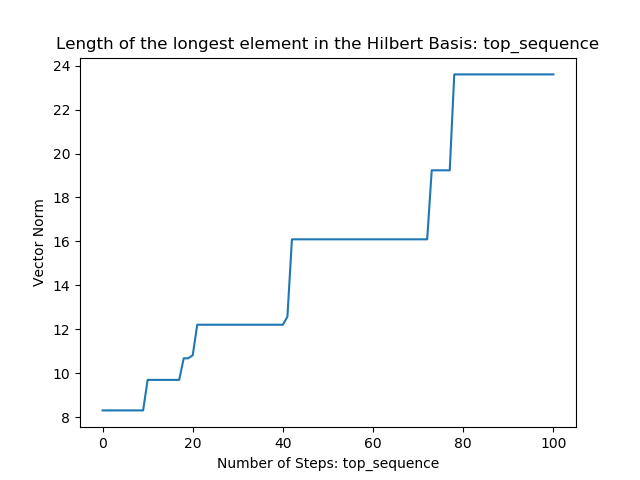 Length of the longest element in the Hilbert Basis: top_sequence
24
22
20
18
16
14
12
10
8
Vector Norm
0 20 40 60 80 100
Number of Steps: top_sequence